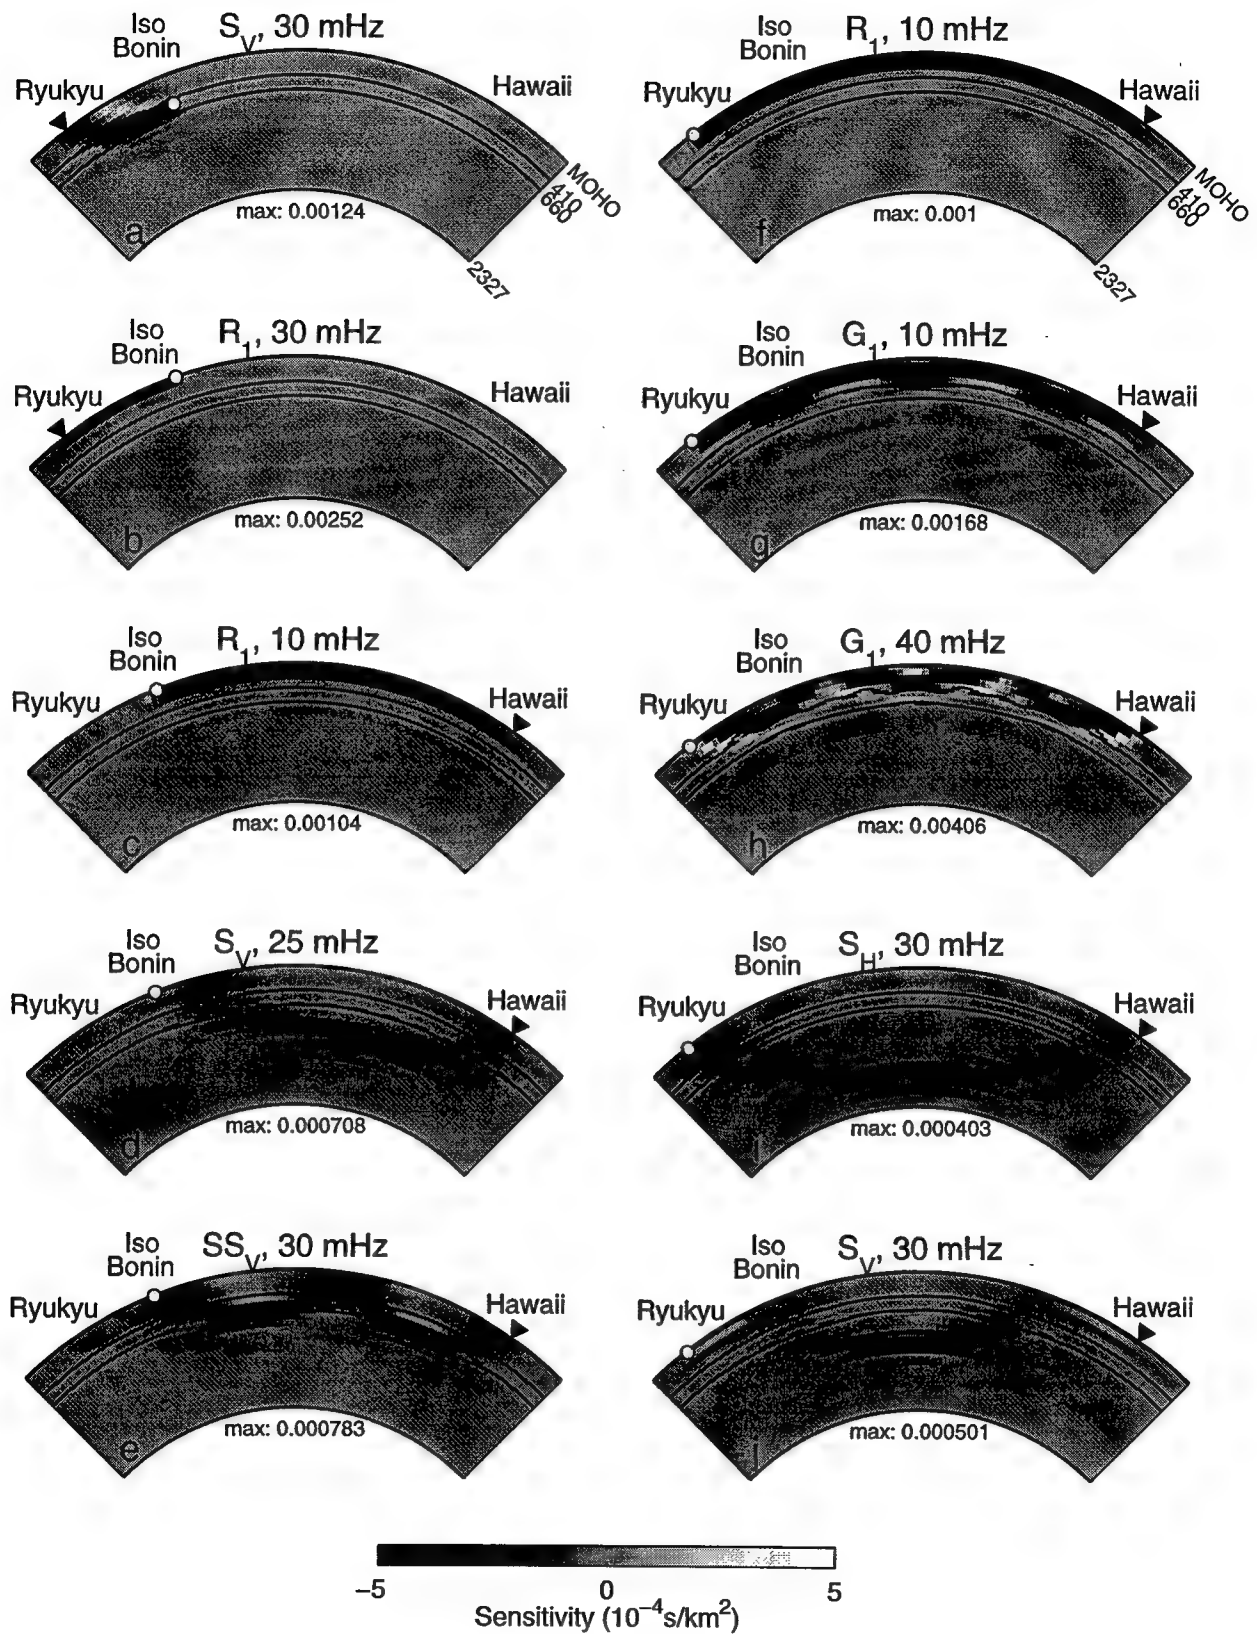 Iso
Bonin
S_V, 30 mHz
Ryukyu
Hawaii
MOHO
410
660
2327
max: 0.00124
a
Iso
Bonin
R_1, 30 mHz
Ryukyu
Hawaii
max: 0.00252
b
Iso
Bonin
R_1, 10 mHz
Ryukyu
Hawaii
max: 0.00104
c
Iso
Bonin
S_V, 25 mHz
Ryukyu
Hawaii
max: 0.000708
d
Iso
Bonin
SS_V, 30 mHz
Ryukyu
Hawaii
max: 0.000783
e
Iso
Bonin
R_1, 10 mHz
Ryukyu
Hawaii
MOHO
410
660
2327
max: 0.001
f
Iso
Bonin
G_1, 10 mHz
Ryukyu
Hawaii
max: 0.00168
g
Iso
Bonin
G_1, 40 mHz
Ryukyu
Hawaii
max: 0.00406
h
Iso
Bonin
S_H, 30 mHz
Ryukyu
Hawaii
max: 0.000403
Iso
Bonin
S_V, 30 mHz
Ryukyu
Hawaii
max: 0.000501
−5 0 5
Sensitivity (10⁻⁴s/km²)